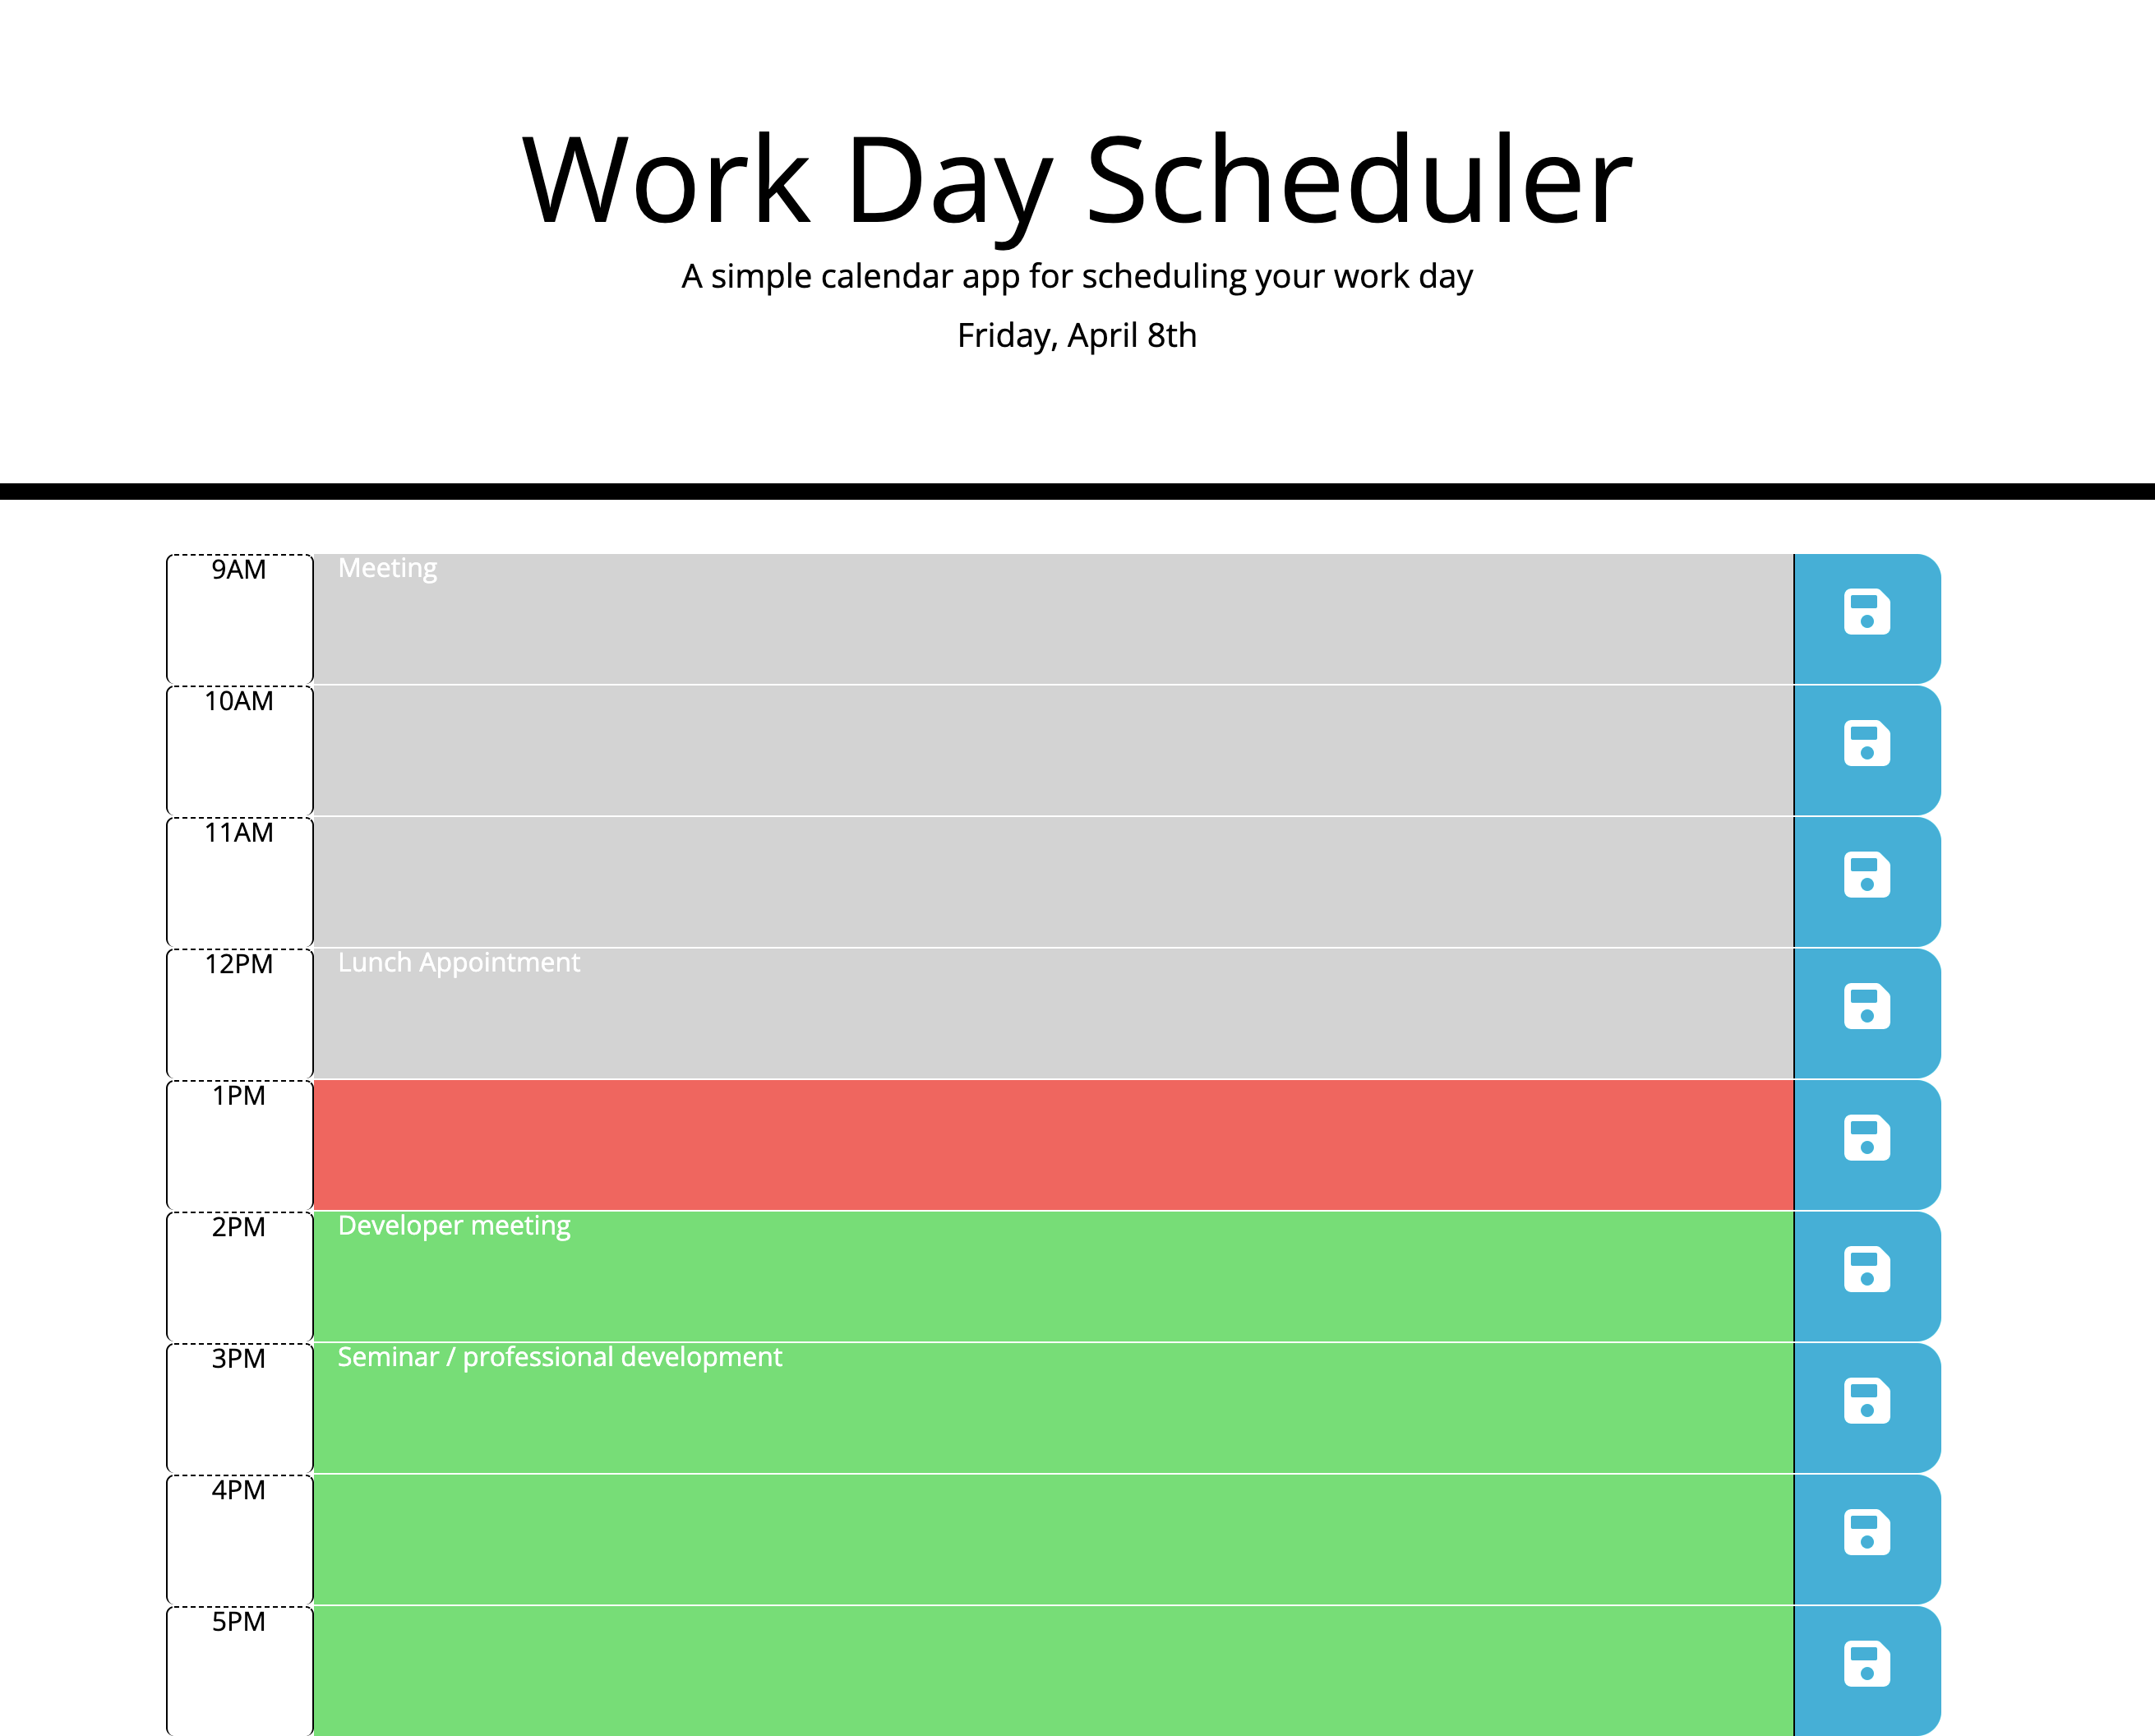 Work Day Scheduler
A simple calendar app for scheduling your work day
Friday, April 8th
9AM Meeting
10AM
11AM
12PM Lunch Appointment
1PM
2PM Developer meeting
3PM Seminar / professional development
4PM
5PM